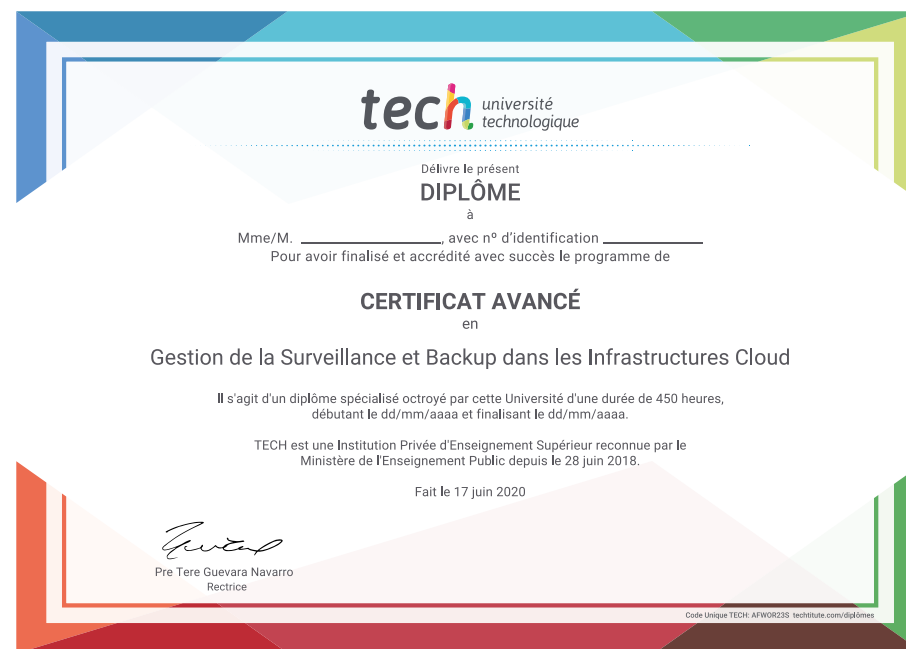 tech université
technologique
Délivre le présent
DIPLÔME
à
Mme/M. ____________________, avec nº d'identification ______________
Pour avoir finalisé et accrédité avec succès le programme de
CERTIFICAT AVANCÉ
en
Gestion de la Surveillance et Backup dans les Infrastructures Cloud
Il s'agit d'un diplôme spécialisé octroyé par cette Université d'une durée de 450 heures,
débutant le dd/mm/aaaa et finalisant le dd/mm/aaaa.
TECH est une Institution Privée d'Enseignement Supérieur reconnue par le
Ministère de l'Enseignement Public depuis le 28 juin 2018.
Fait le 17 juin 2020
Pre Tere Guevara Navarro
Rectrice
Code Unique TECH: AFWOR23S techtitute.com/diplômes